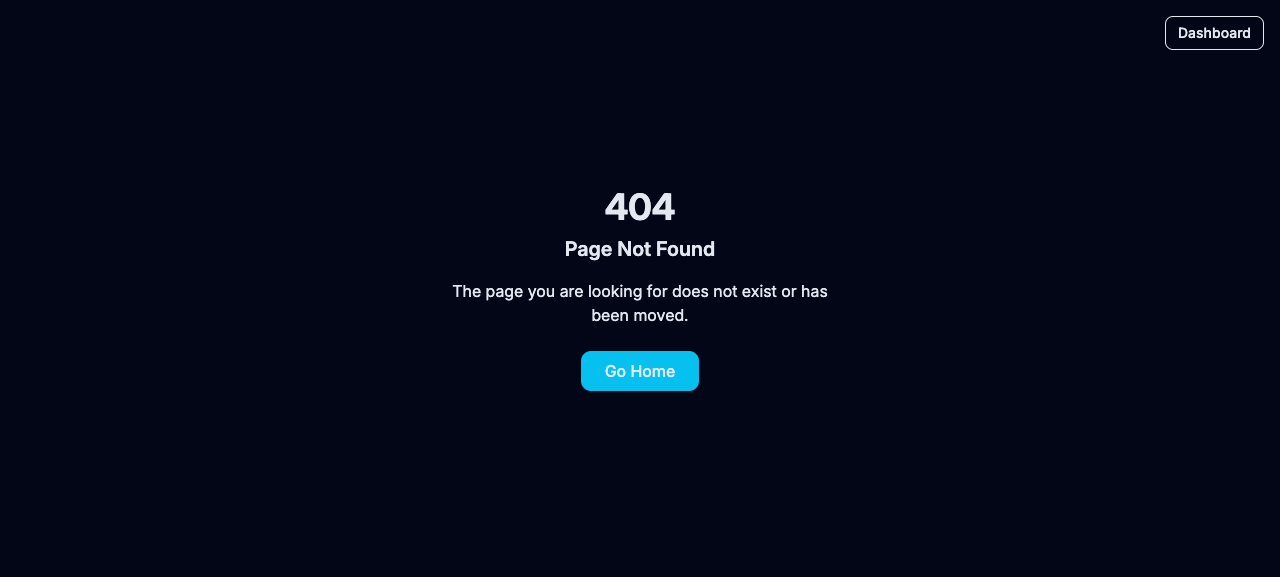 Dashboard
404
Page Not Found
The page you are looking for does not exist or has
been moved.
Go Home